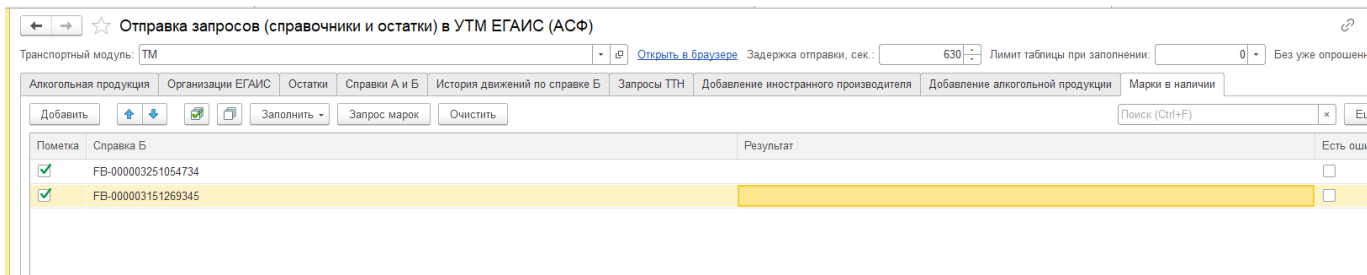 Отправка запросов (справочники и остатки) в УТМ ЕГАИС (АСФ)
Транспортный модуль: ТМ Открыть в браузере Задержка отправки, сек.: 630 Лимит таблицы при заполнении: 0 Без уже опрошенн
Алкогольная продукция Организации ЕГАИС Остатки Справки А и Б История движений по справке Б Запросы ТТН Добавление иностранного производителя Добавление алкогольной продукции Марки в наличии
Добавить Заполнить Запрос марок Очистить Поиск (Ctrl+F) Ещ
Пометка Справка Б Результат Есть оши
FB-000003251054734
FB-000003151269345